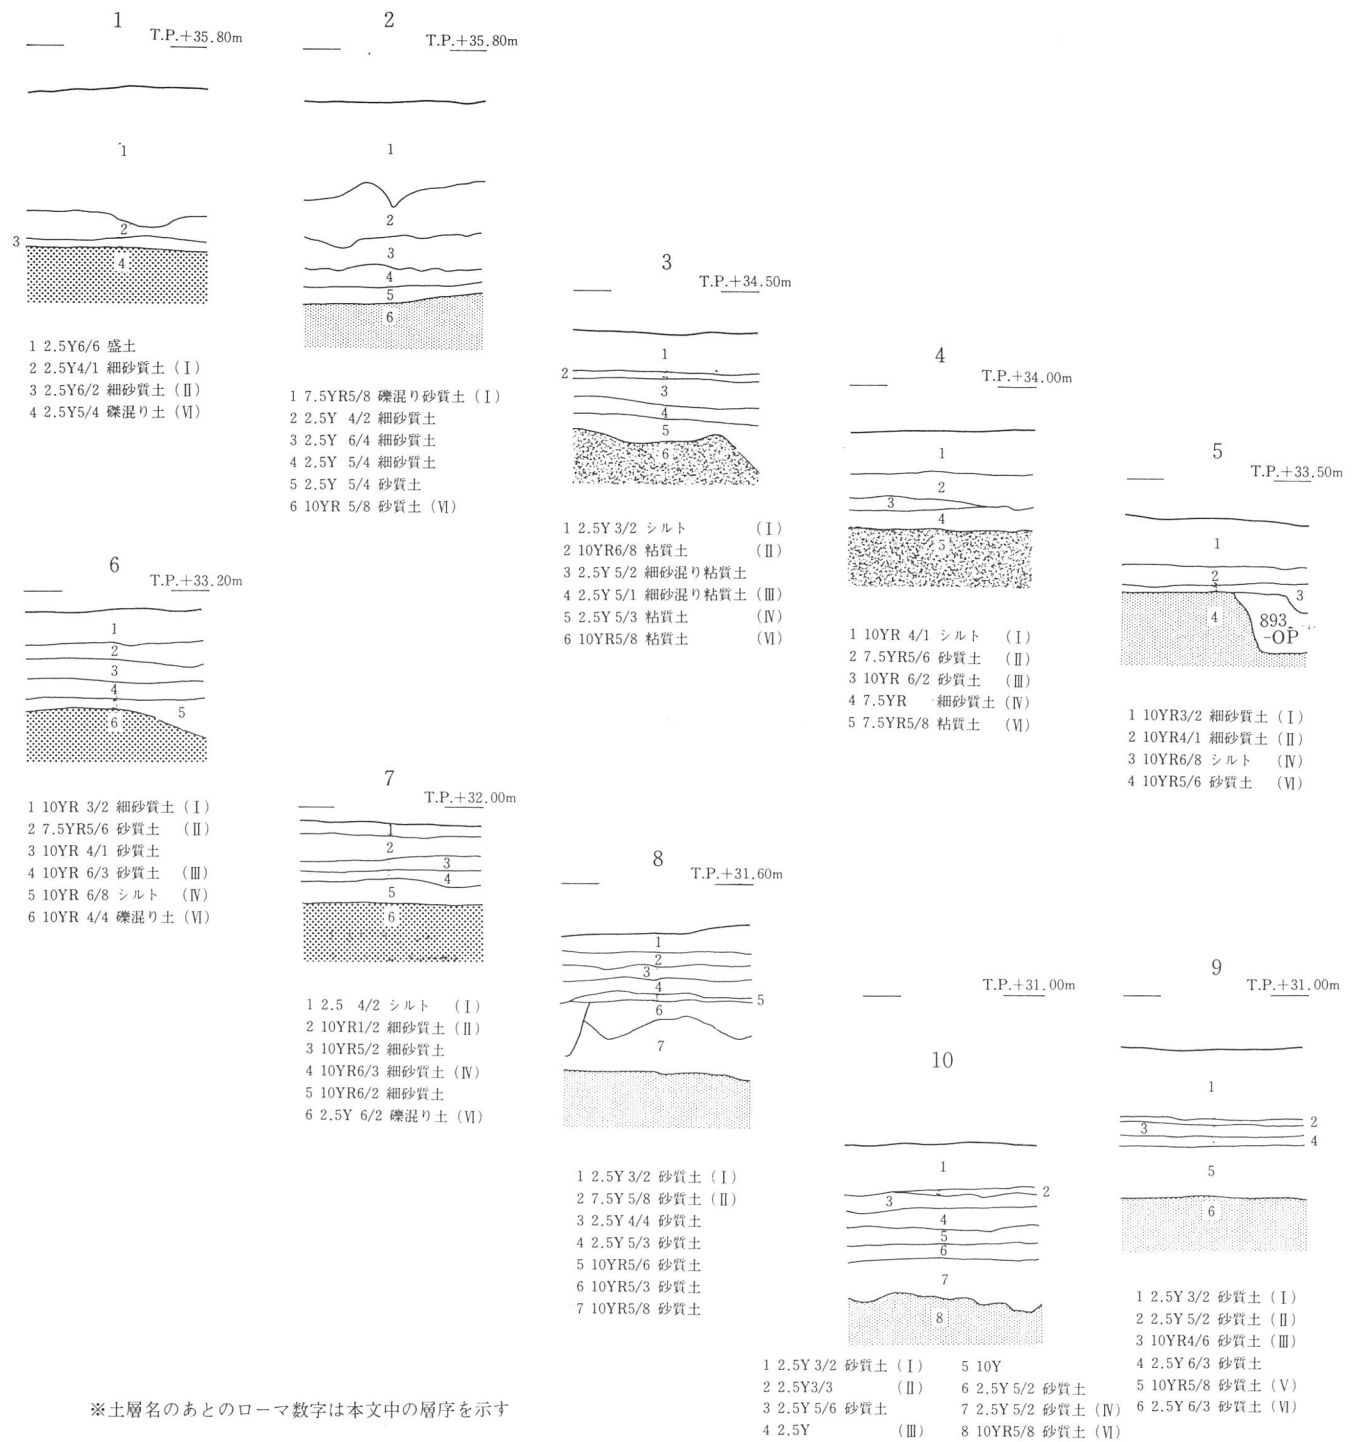 1
T.P.+35.80m
1
2
3
4
1 2.5Y6/6 盛土
2 2.5Y4/1 細砂質土（Ⅰ）
3 2.5Y6/2 細砂質土（Ⅱ）
4 2.5Y5/4 礫混り土（Ⅵ）
2
T.P.+35.80m
1
2
3
4
5
6
1 7.5YR5/8 礫混り砂質土（Ⅰ）
2 2.5Y 4/2 細砂質土
3 2.5Y 6/4 細砂質土
4 2.5Y 5/4 細砂質土
5 2.5Y 5/4 砂質土
6 10YR 5/8 砂質土（Ⅵ）
3
T.P.+34.50m
1
2
3
4
5
6
1 2.5Y 3/2 シルト （Ⅰ）
2 10YR6/8 粘質土 （Ⅱ）
3 2.5Y 5/2 細砂混り粘質土
4 2.5Y 5/1 細砂混り粘質土（Ⅲ）
5 2.5Y 5/3 粘質土 （Ⅳ）
6 10YR5/8 粘質土 （Ⅵ）
4
T.P.+34.00m
1
2
3
4
5
1 10YR 4/1 シルト （Ⅰ）
2 7.5YR5/6 砂質土 （Ⅱ）
3 10YR 6/2 砂質土 （Ⅲ）
4 7.5YR 細砂質土（Ⅳ）
5 7.5YR5/8 粘質土 （Ⅵ）
5
T.P.+33.50m
1
2
3
4
893
-OP
1 10YR3/2 細砂質土（Ⅰ）
2 10YR4/1 細砂質土（Ⅱ）
3 10YR6/8 シルト （Ⅳ）
4 10YR5/6 砂質土 （Ⅵ）
6
T.P.+33.20m
1
2
3
4
5
6
1 10YR 3/2 細砂質土（Ⅰ）
2 7.5YR5/6 砂質土 （Ⅱ）
3 10YR 4/1 砂質土
4 10YR 6/3 砂質土 （Ⅲ）
5 10YR 6/8 シルト （Ⅳ）
6 10YR 4/4 礫混り土（Ⅵ）
7
T.P.+32.00m
1
2
3
4
5
6
1 2.5 4/2 シルト （Ⅰ）
2 10YR1/2 細砂質土（Ⅱ）
3 10YR5/2 細砂質土
4 10YR6/3 細砂質土（Ⅳ）
5 10YR6/2 細砂質土
6 2.5Y 6/2 礫混り土（Ⅵ）
8
T.P.+31.60m
1
2
3
4
5
6
7
1 2.5Y 3/2 砂質土（Ⅰ）
2 7.5Y 5/8 砂質土（Ⅱ）
3 2.5Y 4/4 砂質土
4 2.5Y 5/3 砂質土
5 10YR5/6 砂質土
6 10YR5/3 砂質土
7 10YR5/8 砂質土
9
T.P.+31.00m
1
2
3
4
5
6
1 2.5Y 3/2 砂質土（Ⅰ）
2 2.5Y 5/2 砂質土（Ⅱ）
3 10YR4/6 砂質土（Ⅲ）
4 2.5Y 6/3 砂質土
5 10YR5/8 砂質土（Ⅴ）
6 2.5Y 6/3 砂質土（Ⅵ）
T.P.+31.00m
10
1
2
3
4
5
6
7
8
1 2.5Y 3/2 砂質土（Ⅰ）
2 2.5Y3/3 （Ⅱ）
3 2.5Y 5/6 砂質土
4 2.5Y （Ⅲ）
5 10Y
6 2.5Y 5/2 砂質土
7 2.5Y 5/2 砂質土（Ⅳ）
8 10YR5/8 砂質土（Ⅵ）
※土層名のあとのローマ数字は本文中の層序を示す